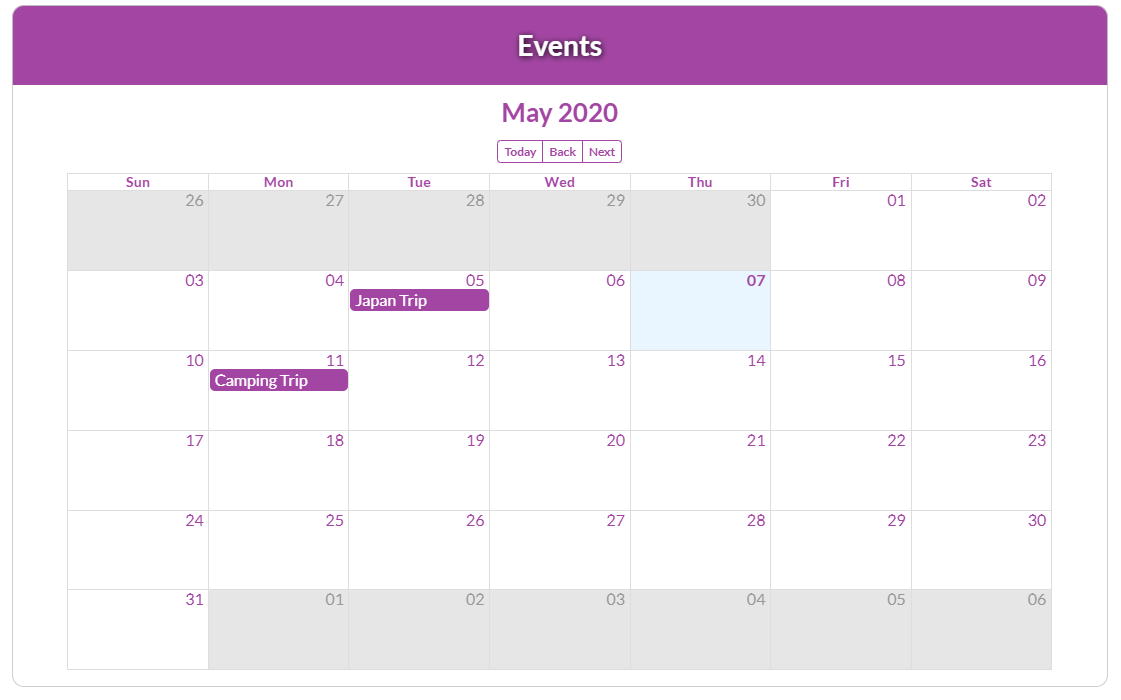 Events
May 2020
Today Back Next
Sun Mon Tue Wed Thu Fri Sat
26 27 28 29 30 01 02
03 04 05 06 07 08 09
Japan Trip
10 11 12 13 14 15 16
Camping Trip
17 18 19 20 21 22 23
24 25 26 27 28 29 30
31 01 02 03 04 05 06